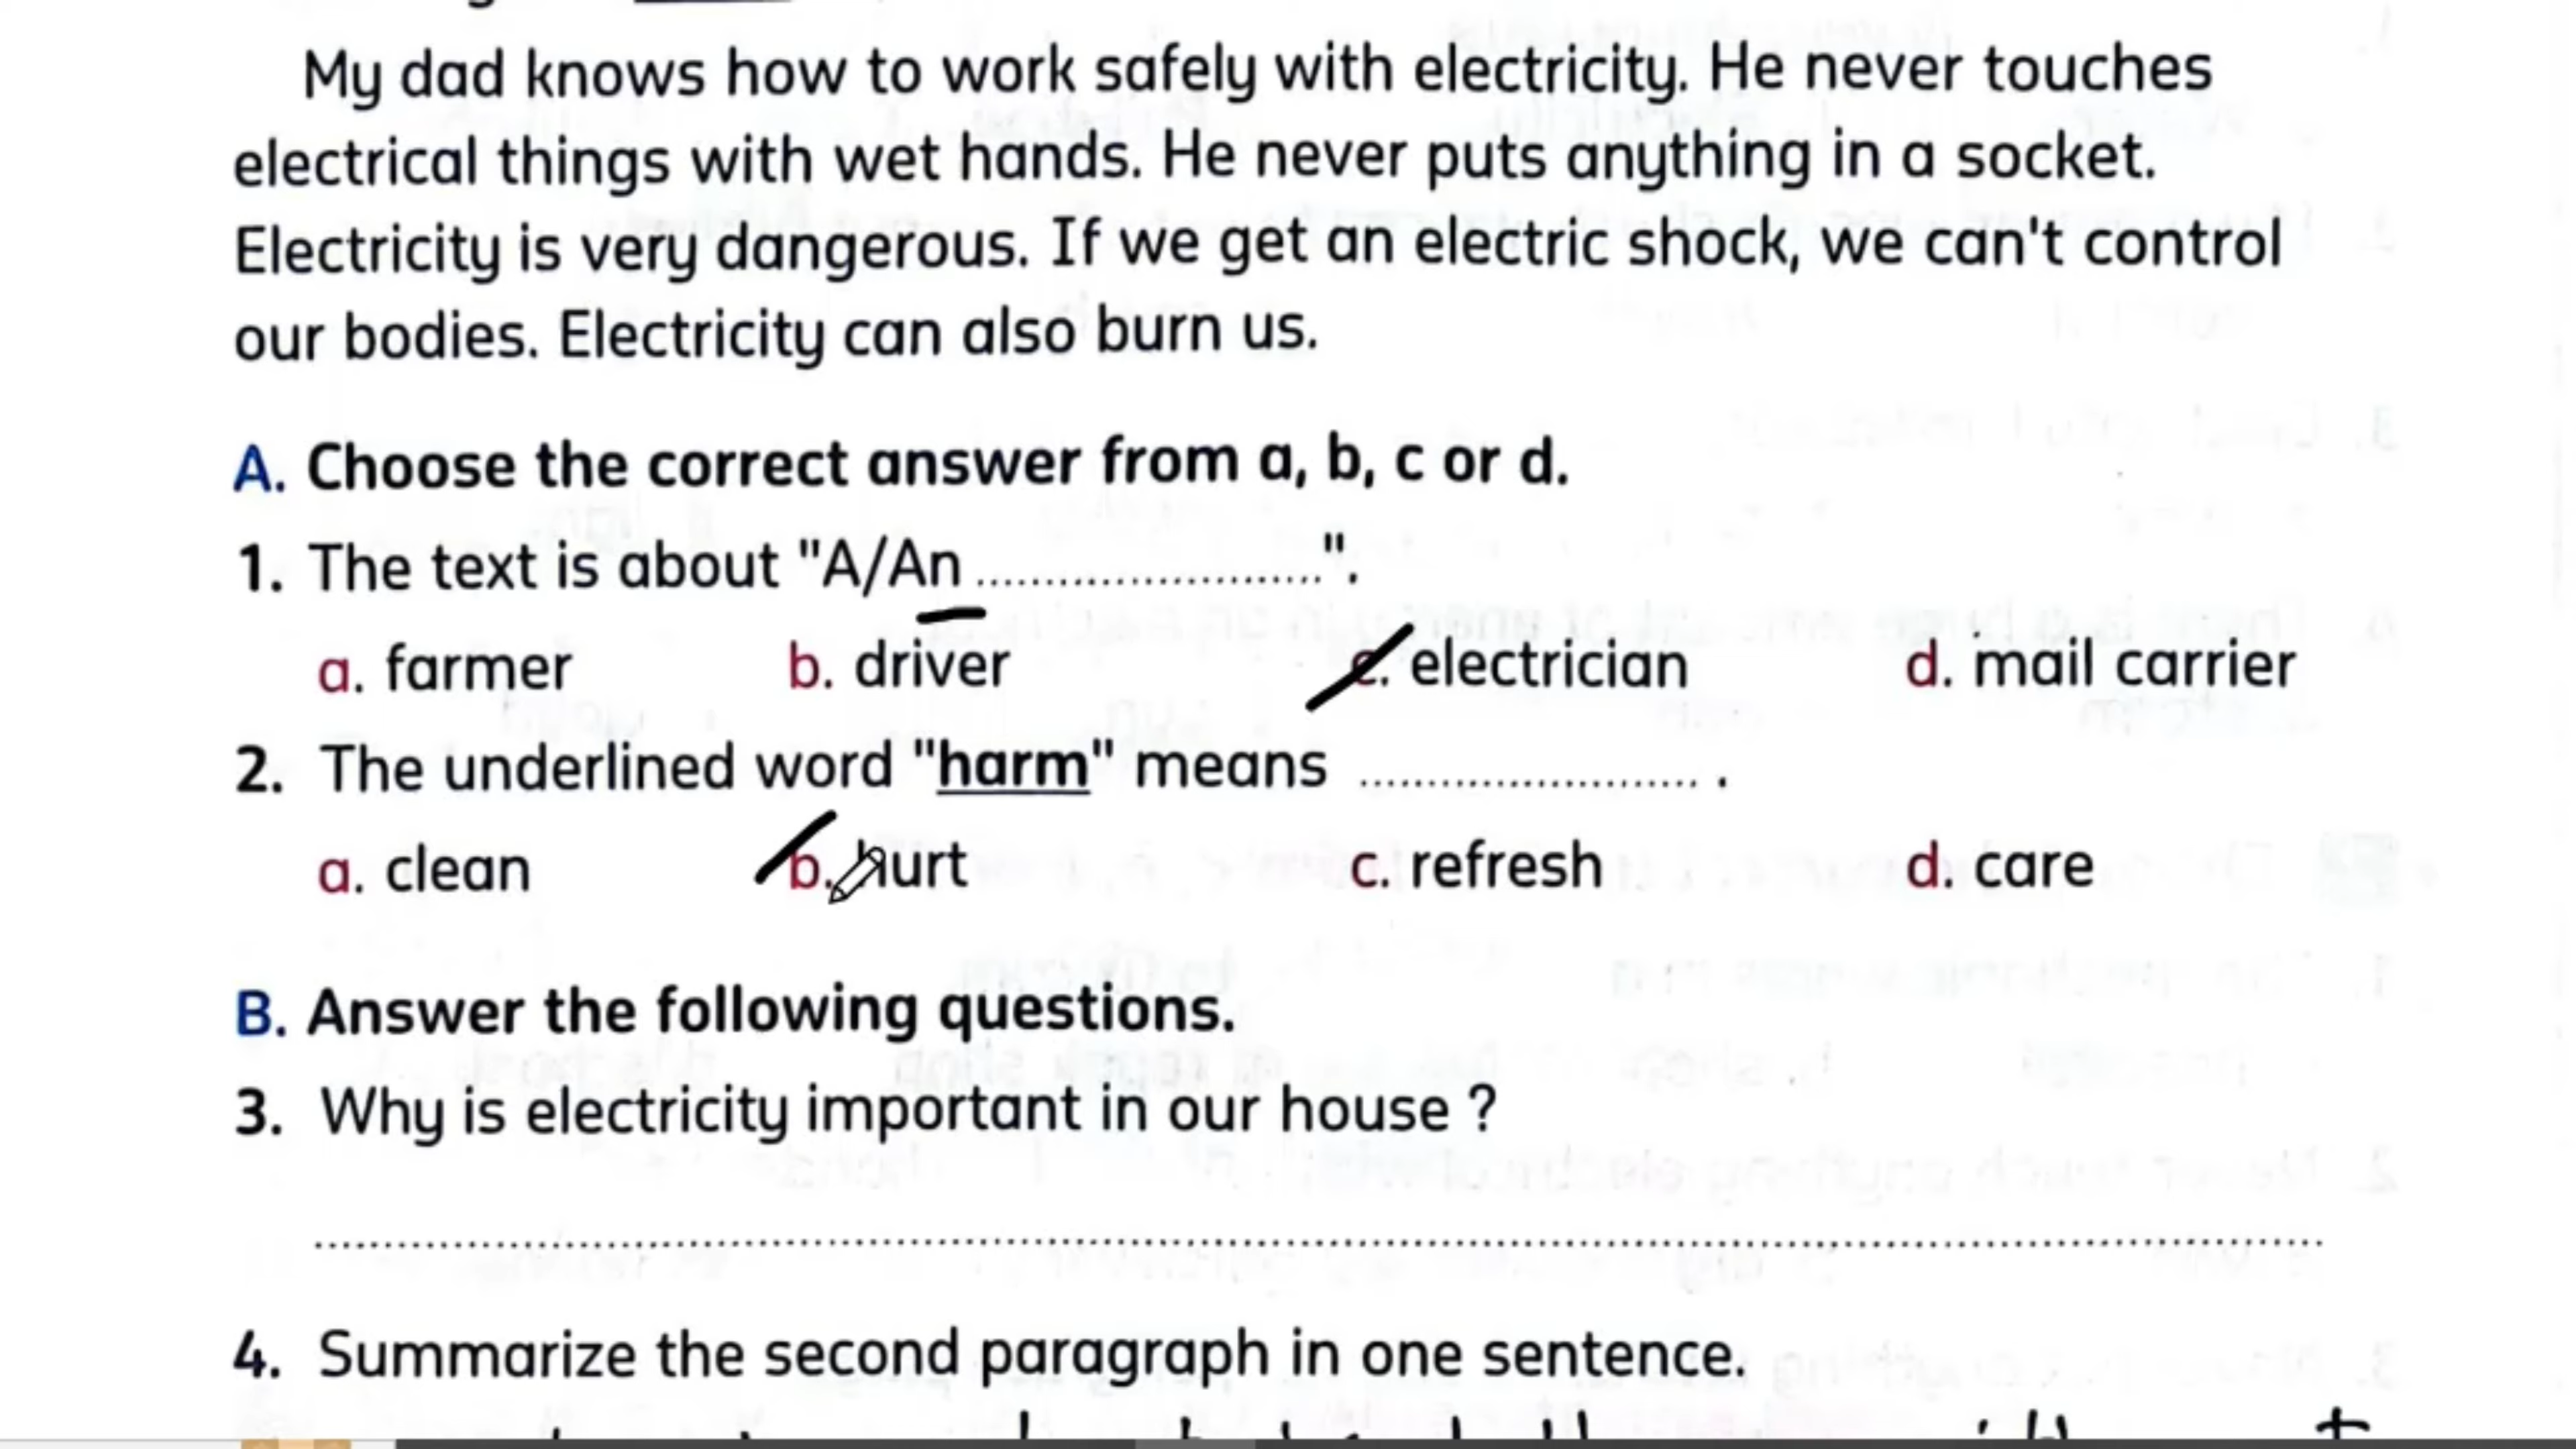 My dad knows how to work safely with electricity. He never touches
electrical things with wet hands. He never puts anything in a socket.
Electricity is very dangerous. If we get an electric shock, we can't control
our bodies. Electricity can also burn us.
A. Choose the correct answer from a, b, c or d.
1. The text is about "A/An ........................".
a. farmer b. driver c. electrician d. mail carrier
2. The underlined word "harm" means ........................ .
a. clean b. hurt c. refresh d. care
B. Answer the following questions.
3. Why is electricity important in our house ?
4. Summarize the second paragraph in one sentence.